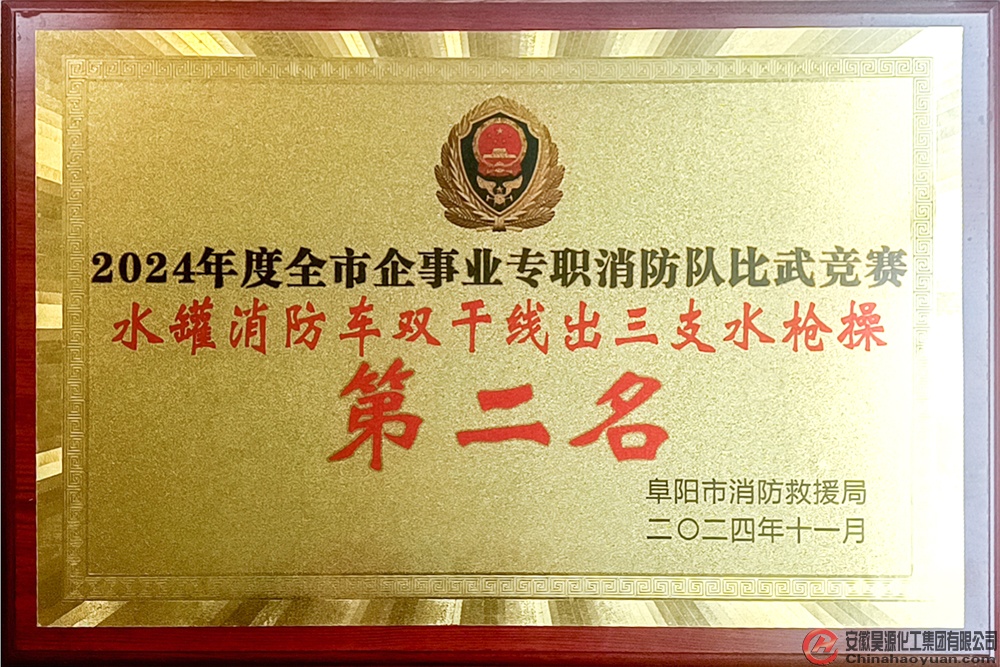 2024年度全市企事业专职消防队比武竞赛
水罐消防车双干线出三支水枪操
第二名
阜阳市消防救援局
二〇二四年十一月
安徽昊源化工集团有限公司
Chinahaoyuan.com